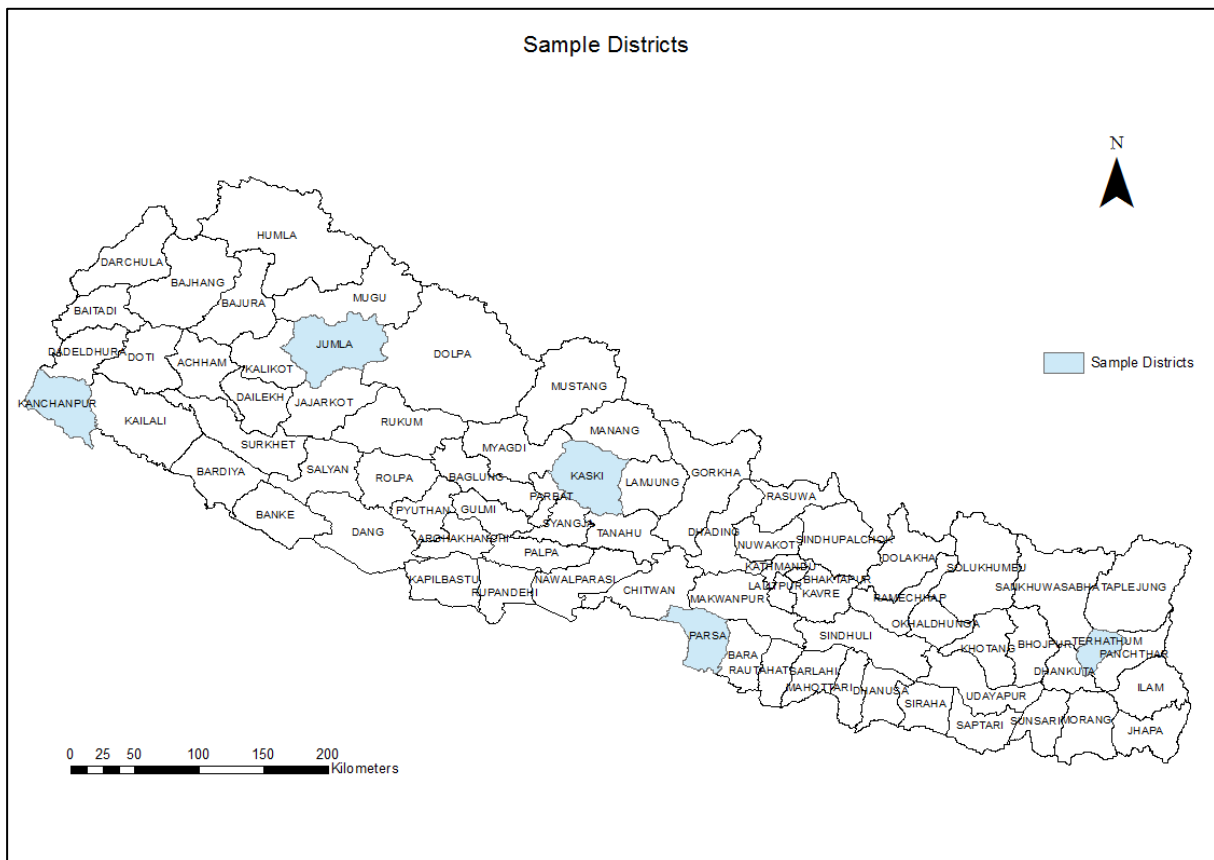 Sample Districts
N
HUMLA
DARCHULA
BAJHANG
BAJURA
MUGU
BAITADI
JUMLA
DADELDHURA
DOTI
ACHHAM
KALIKOT
DOLPA
MUSTANG
Sample Districts
KANCHANPUR
DAILEKH
JAJARKOT
KAILALI
RUKUM
MANANG
SURKHET
MYAGDI
BARDIYA
SALYAN
ROLPA
BAGLUNG
KASKI
LAMJUNG
GORKHA
PARBAT
RASUWA
BANKE
PYUTHAN
GULMI
SYANGJA
DANG
ARGHAKHANCHI
TANAHU
DHADING
NUWAKOT
SINDHUPALCHOK
PALPA
DOLAKHA
KATHMANDU
SOLUKHUMBU
KAPILBASTU
RUPANDEHI
NAWALPARASI
CHITWAN
MAKWANPUR
LALITPUR
BHAKTAPUR
KAVRE
RAMECHHAP
SANKHUWASABHA
TAPLEJUNG
OKHALDHUNGA
PARSA
SINDHULI
KHOTANG
BHOJPUR
TERHATHUM
PANCHTHAR
BARA
RAUTAHAT
SARLAHI
MAHOTTARI
DHANUSA
DHANKUTA
SIRAHA
UDAYAPUR
ILAM
SAPTARI
SUNSARI
MORANG
JHAPA
0 25 50 100 150 200
Kilometers